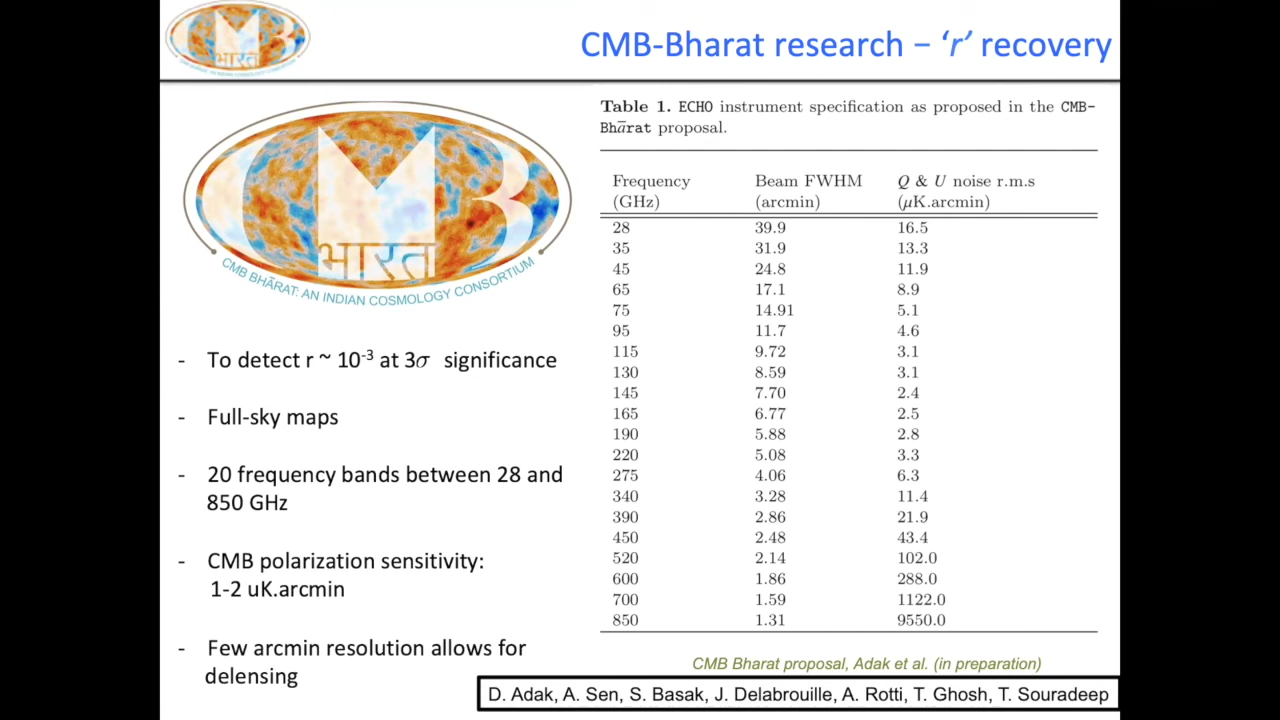 भारत
CMB-Bharat research – ‘r’ recovery
CMB
भारत
CMB BHĀRAT: AN INDIAN COSMOLOGY CONSORTIUM
- To detect r ~ 10⁻³ at 3σ significance
- Full-sky maps
- 20 frequency bands between 28 and
850 GHz
- CMB polarization sensitivity:
1-2 uK.arcmin
- Few arcmin resolution allows for
delensing
Table 1. ECHO instrument specification as proposed in the CMB-
Bhārat proposal.
Frequency Beam FWHM Q & U noise r.m.s
(GHz) (arcmin) (μK.arcmin)
28 39.9 16.5
35 31.9 13.3
45 24.8 11.9
65 17.1 8.9
75 14.91 5.1
95 11.7 4.6
115 9.72 3.1
130 8.59 3.1
145 7.70 2.4
165 6.77 2.5
190 5.88 2.8
220 5.08 3.3
275 4.06 6.3
340 3.28 11.4
390 2.86 21.9
450 2.48 43.4
520 2.14 102.0
600 1.86 288.0
700 1.59 1122.0
850 1.31 9550.0
CMB Bharat proposal, Adak et al. (in preparation)
D. Adak, A. Sen, S. Basak, J. Delabrouille, A. Rotti, T. Ghosh, T. Souradeep